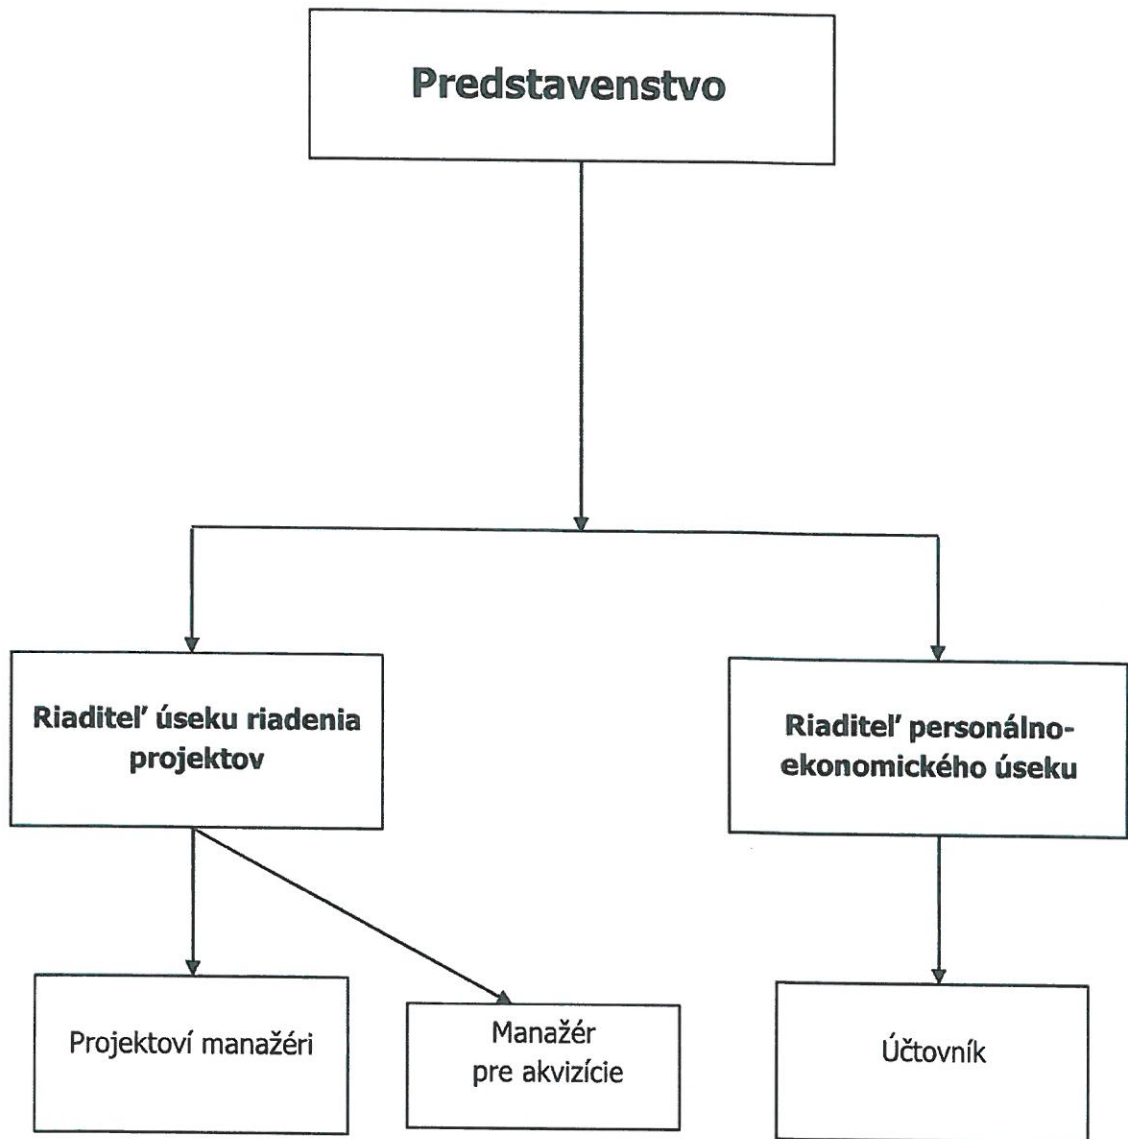 Predstavenstvo
Riaditeľ úseku riadenia
projektov
Riaditeľ personálno-
ekonomického úseku
Projektoví manažéri
Manažér
pre akvizície
Účtovník